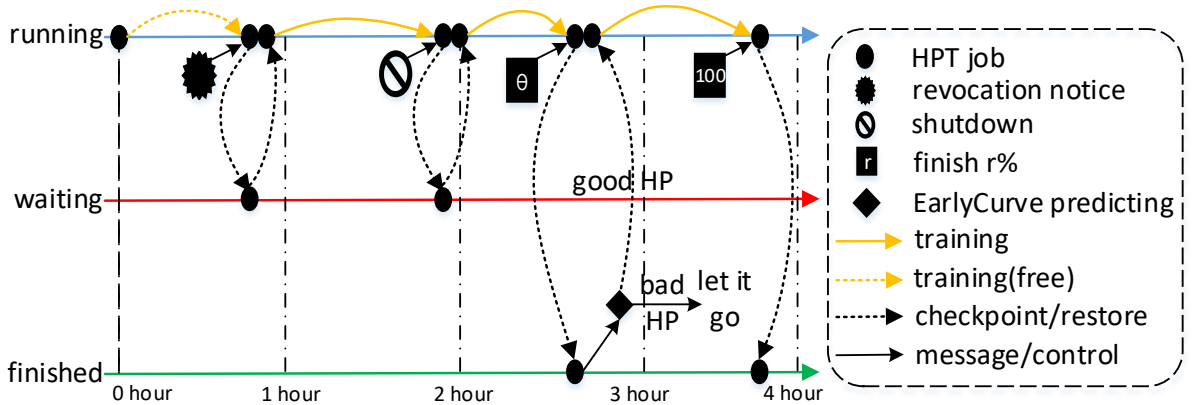 running
waiting
finished
θ
100
good HP
bad
HP
let it
go
0 hour
1 hour
2 hour
3 hour
4 hour
HPT job
revocation notice
shutdown
r
finish r%
EarlyCurve predicting
training
training(free)
checkpoint/restore
message/control